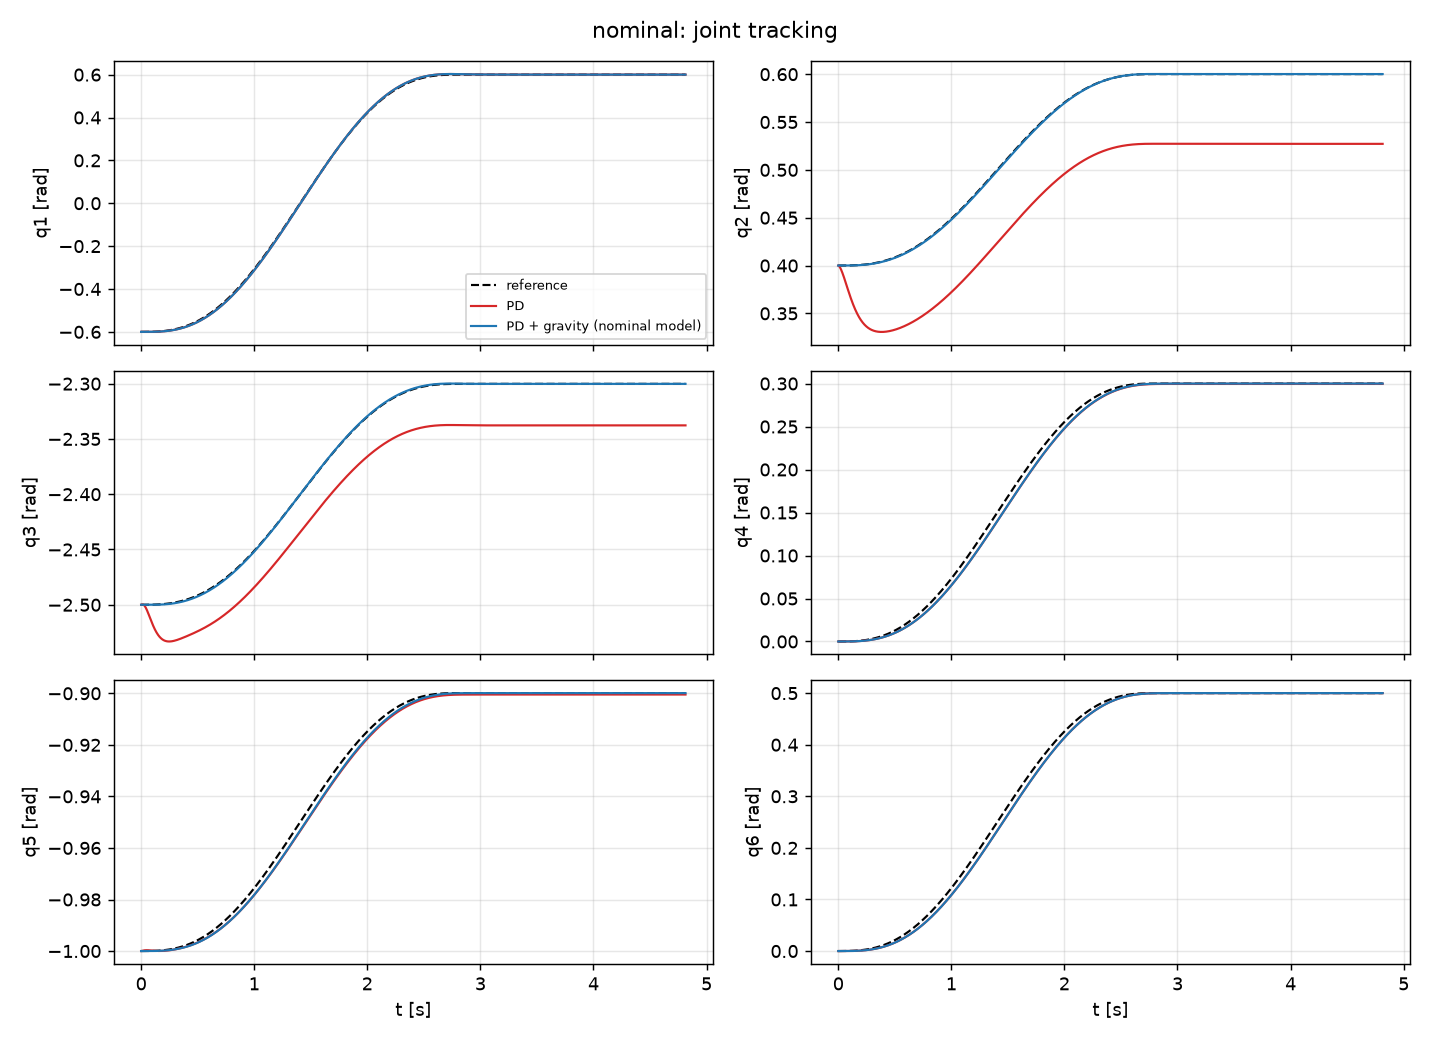 nominal: joint tracking
0.6
0.4
0.2
0.0
−0.2
−0.4
−0.6
q1 [rad]
reference
PD
PD + gravity (nominal model)
0.60
0.55
0.50
0.45
0.40
0.35
q2 [rad]
−2.30
−2.35
−2.40
−2.45
−2.50
q3 [rad]
0.30
0.25
0.20
0.15
0.10
0.05
0.00
q4 [rad]
−0.90
−0.92
−0.94
−0.96
−0.98
−1.00
q5 [rad]
0 1 2 3 4 5
t [s]
0.5
0.4
0.3
0.2
0.1
0.0
q6 [rad]
0 1 2 3 4 5
t [s]